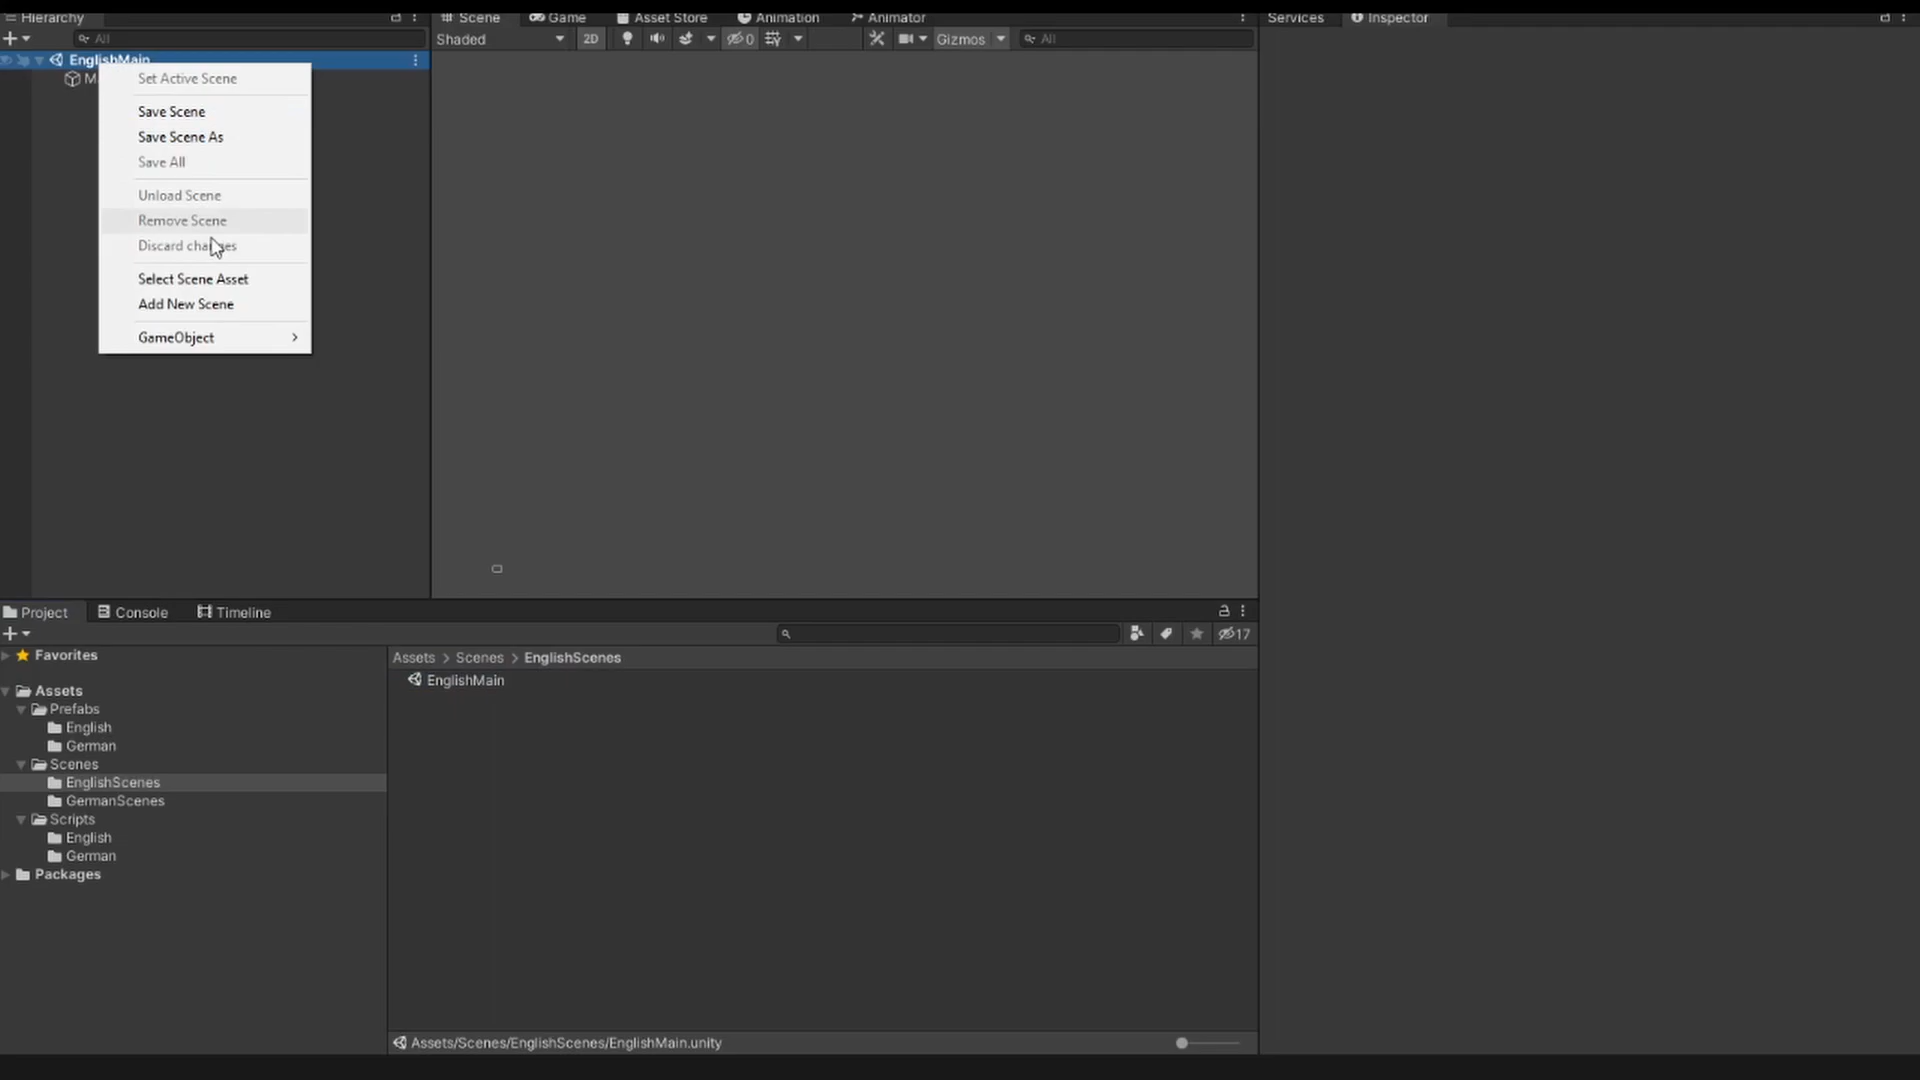 Hierarchy
Scene
Game
Asset Store
Animation
Animator
Services
Inspector
All
Shaded
2D
0
Gizmos
All
EnglishMain
Set Active Scene
Save Scene
Save Scene As
Save All
Unload Scene
Remove Scene
Discard changes
Select Scene Asset
Add New Scene
GameObject
Project
Console
Timeline
17
Favorites
Assets > Scenes > EnglishScenes
EnglishMain
Assets
Prefabs
English
German
Scenes
EnglishScenes
GermanScenes
Scripts
English
German
Packages
Assets/Scenes/EnglishScenes/EnglishMain.unity